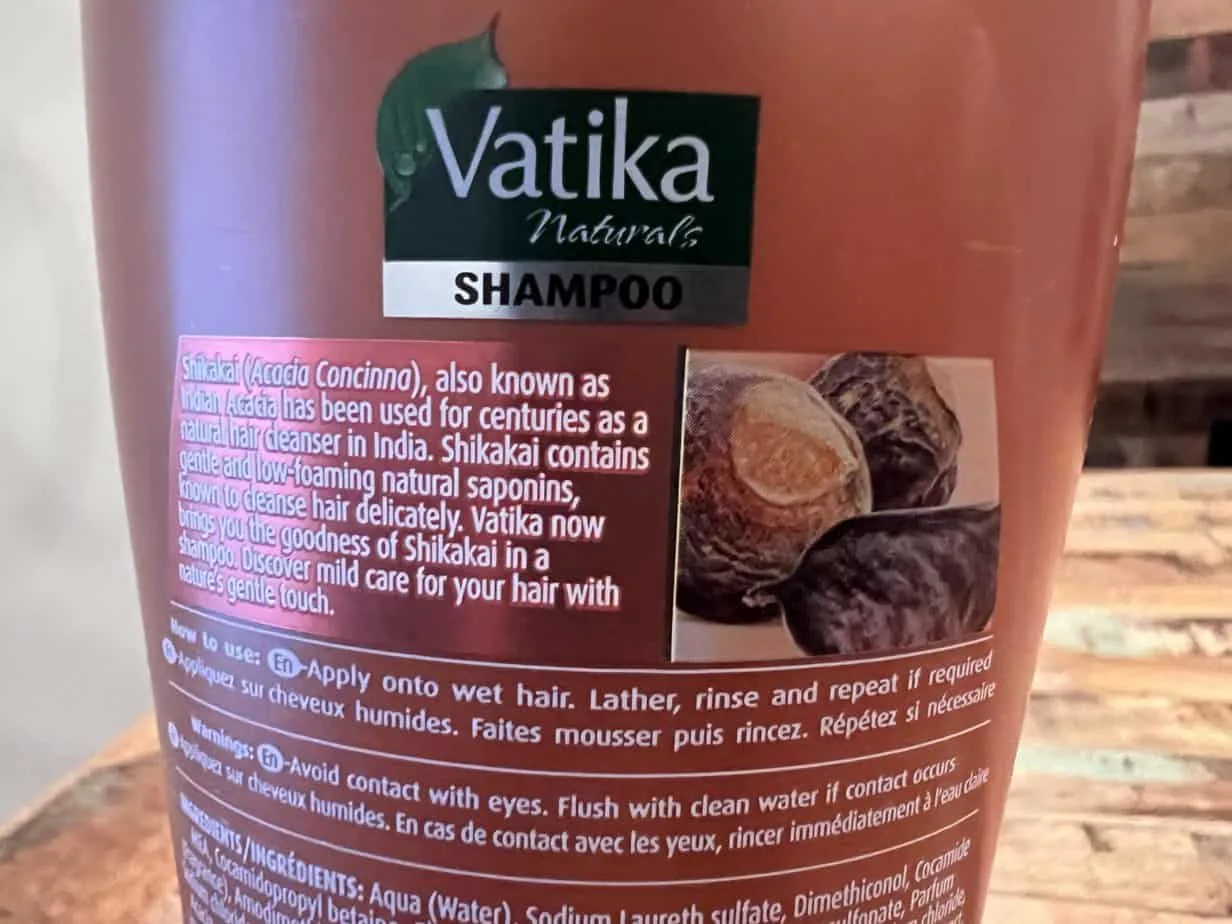 Vatika
Naturals
SHAMPOO
Shikakai (Acacia Concinna), also known as
Indian Acacia has been used for centuries as a
natural hair cleanser in India. Shikakai contains
gentle and low-foaming natural saponins,
known to cleanse hair delicately. Vatika now
brings you the goodness of Shikakai in a
shampoo. Discover mild care for your hair with
nature's gentle touch.
How to use: En-Apply onto wet hair. Lather, rinse and repeat if required
Appliquez sur cheveux humides. Faites mousser puis rincez. Répétez si nécessaire
Warnings: En-Avoid contact with eyes. Flush with clean water if contact occurs
Appliquez sur cheveux humides. En cas de contact avec les yeux, rincer immédiatement à l'eau claire
INGREDIENTS/INGRÉDIENTS: Aqua (Water), Sodium Laureth sulfate, Dimethiconol, Cocamide
MEA, Cocamidopropyl betaine, Parfum
chloride,